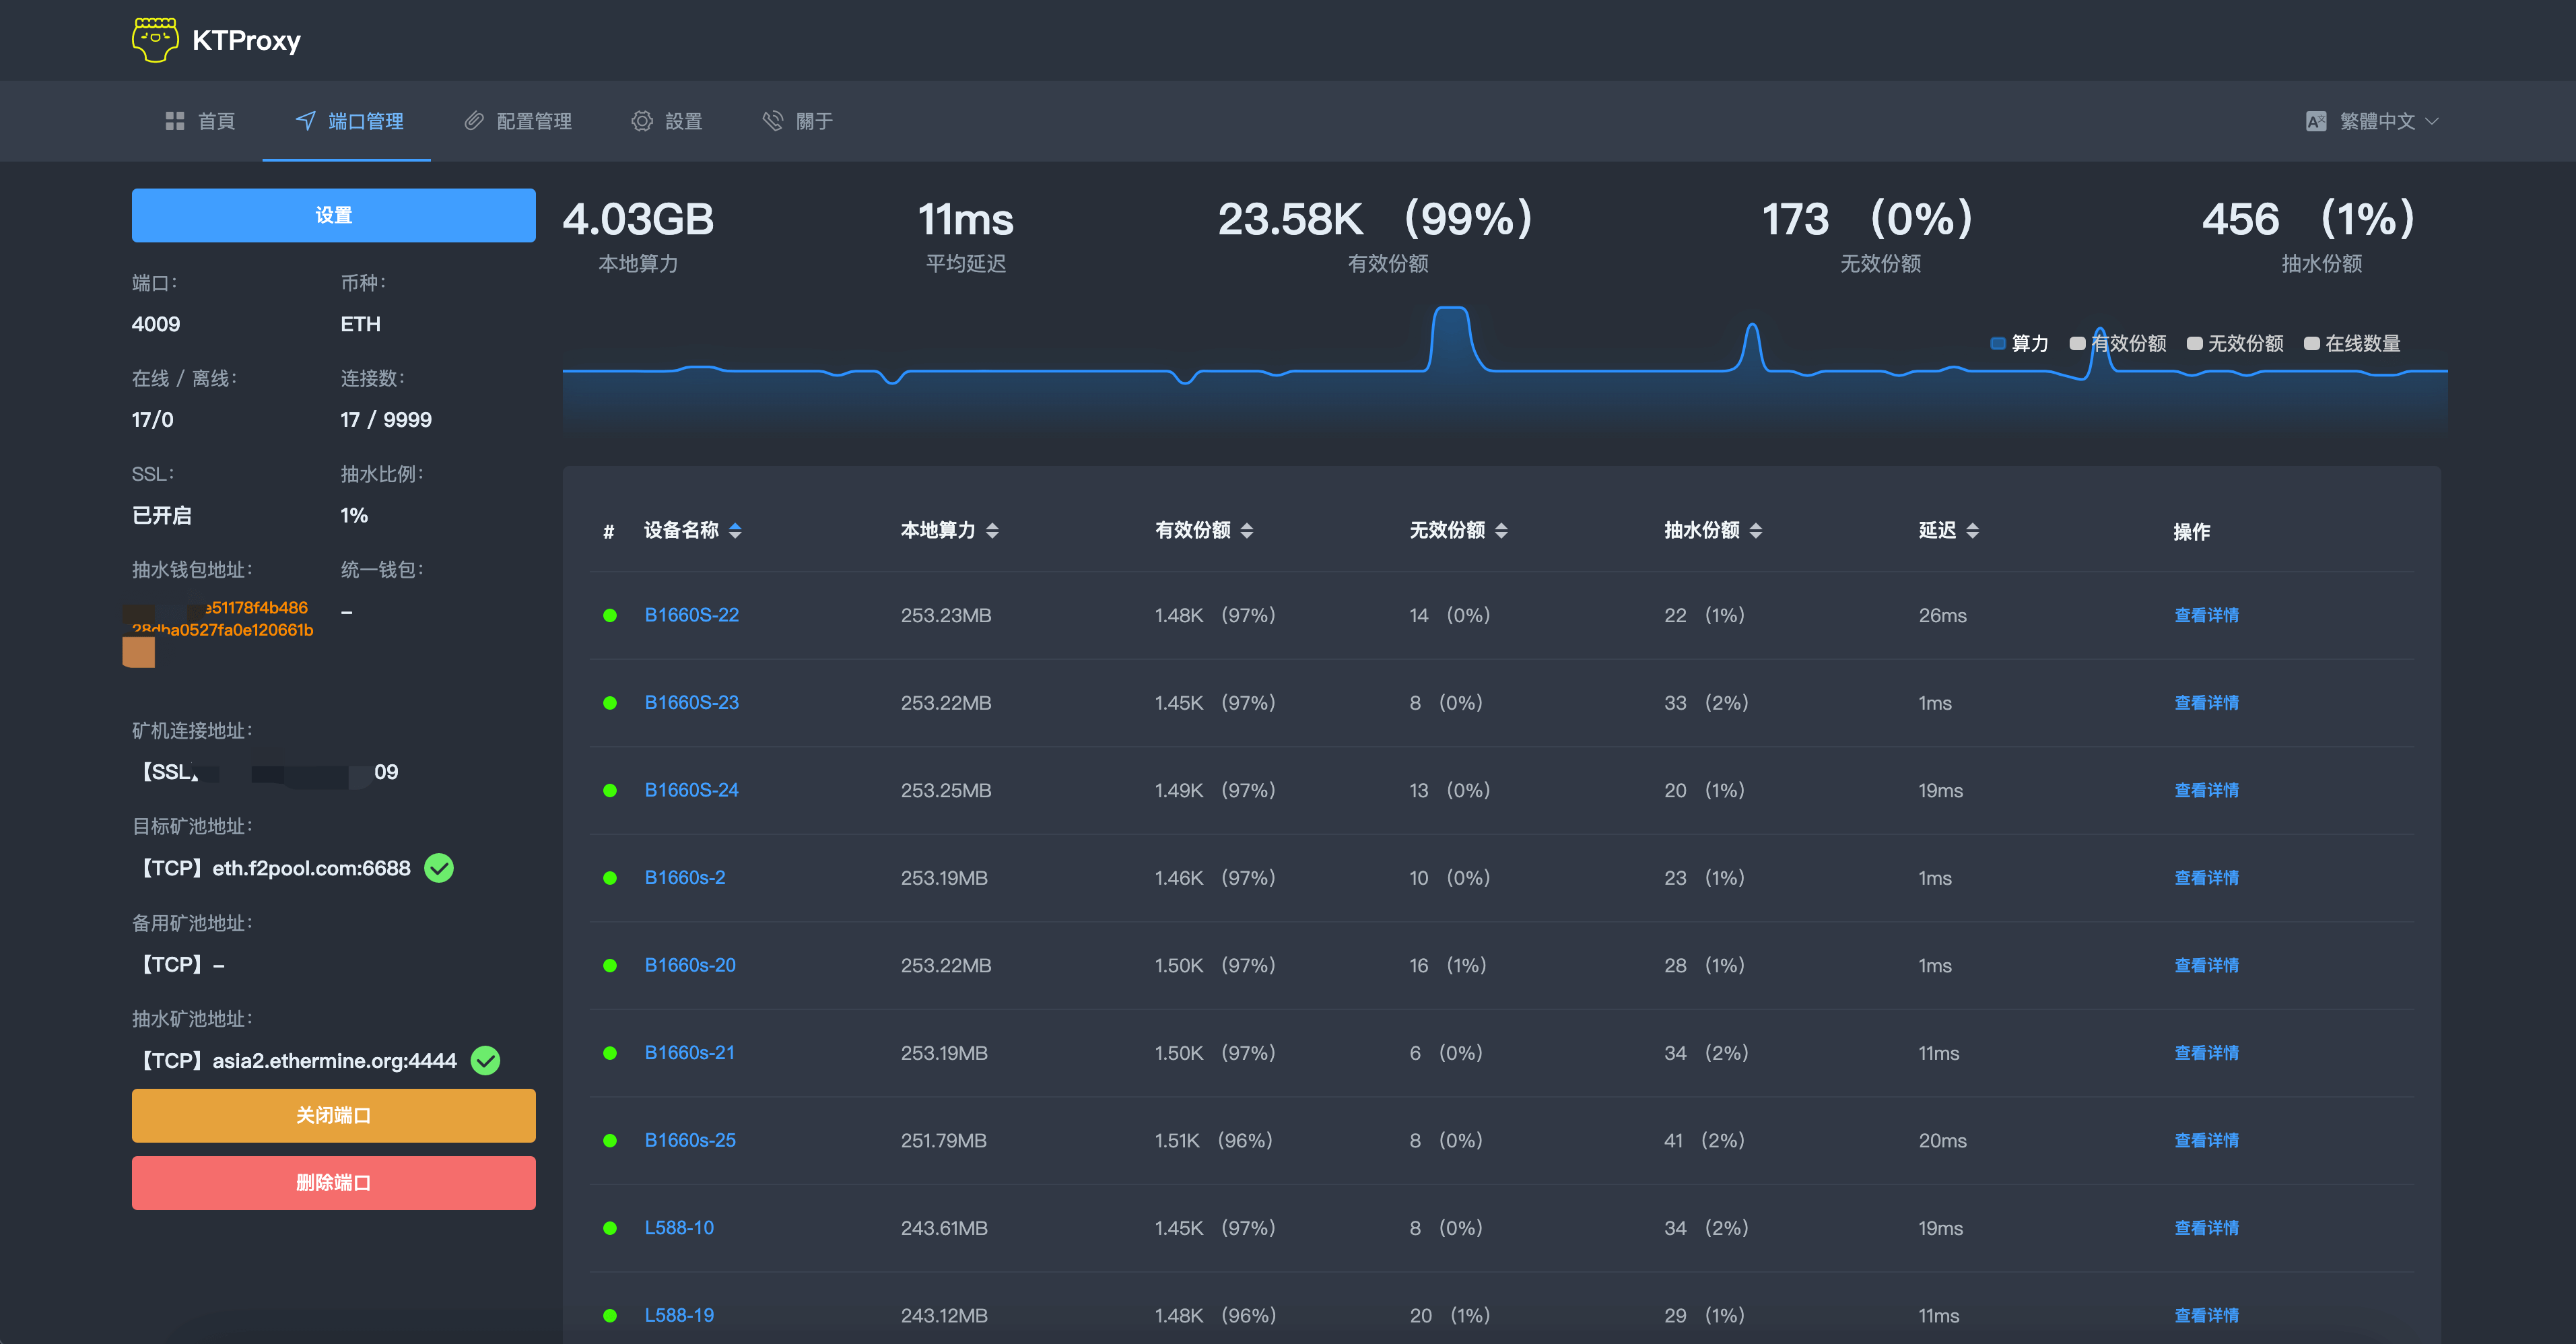 KTProxy
首頁
端口管理
配置管理
設置
關于
繁體中文
设置
4.03GB
本地算力
11ms
平均延迟
23.58K （99%）
有效份额
173 （0%）
无效份额
456 （1%）
抽水份额
端口：
币种：
4009
ETH
在线 / 离线：
连接数：
17/0
17 / 9999
SSL：
抽水比例：
已开启
1%
抽水钱包地址：
统一钱包：
e51178f4b486
–
28dba0527fa0e120661b
矿机连接地址：
【SSL】 09
目标矿池地址：
【TCP】eth.f2pool.com:6688
备用矿池地址：
【TCP】–
抽水矿池地址：
【TCP】asia2.ethermine.org:4444
关闭端口
删除端口
算力 有效份额 无效份额 在线数量
# 设备名称 本地算力 有效份额 无效份额 抽水份额 延迟 操作
B1660S-22 253.23MB 1.48K （97%） 14 （0%） 22 （1%） 26ms 查看详情
B1660S-23 253.22MB 1.45K （97%） 8 （0%） 33 （2%） 1ms 查看详情
B1660S-24 253.25MB 1.49K （97%） 13 （0%） 20 （1%） 19ms 查看详情
B1660s-2 253.19MB 1.46K （97%） 10 （0%） 23 （1%） 1ms 查看详情
B1660s-20 253.22MB 1.50K （97%） 16 （1%） 28 （1%） 1ms 查看详情
B1660s-21 253.19MB 1.50K （97%） 6 （0%） 34 （2%） 11ms 查看详情
B1660s-25 251.79MB 1.51K （96%） 8 （0%） 41 （2%） 20ms 查看详情
L588-10 243.61MB 1.45K （97%） 8 （0%） 34 （2%） 19ms 查看详情
L588-19 243.12MB 1.48K （96%） 20 （1%） 29 （1%） 11ms 查看详情